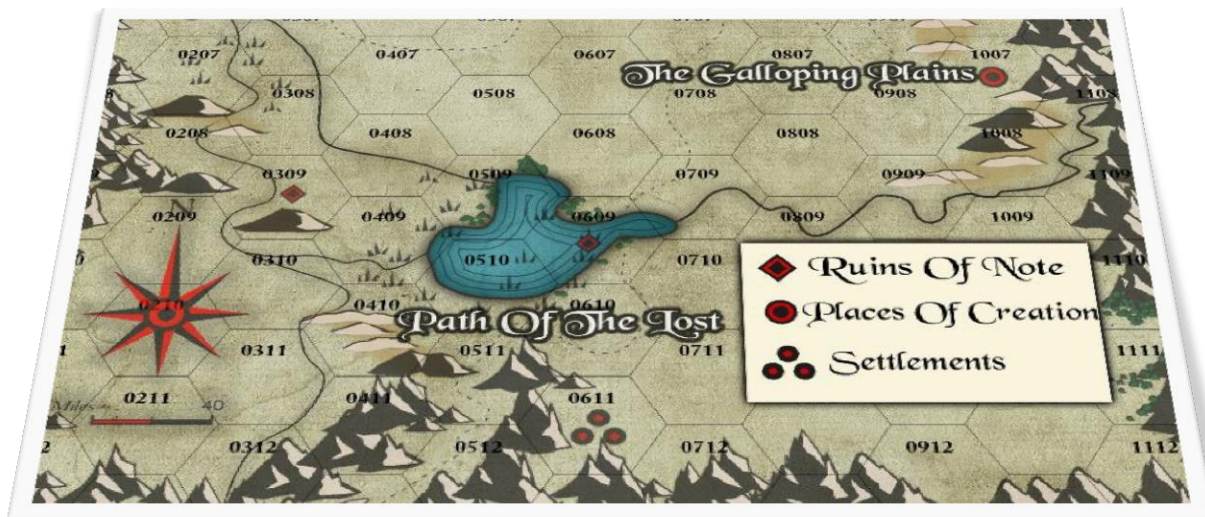 0207 0407 0607 0807 1007
The Galloping Plains
0308 0508 0708 0908 1108
0208 0408 0608 0808 1008
0309 0509 0709 0909 1109
N
0209 0409 0609 0809 1009
0310 0510 0710 1110
Ruins Of Note
0210 0410 0610
Places Of Creation
Path Of The Lost
0311 0511 0711 1111
Settlements
0211 0411 0611
Miles 40
0312 0512 0712 0912 1112